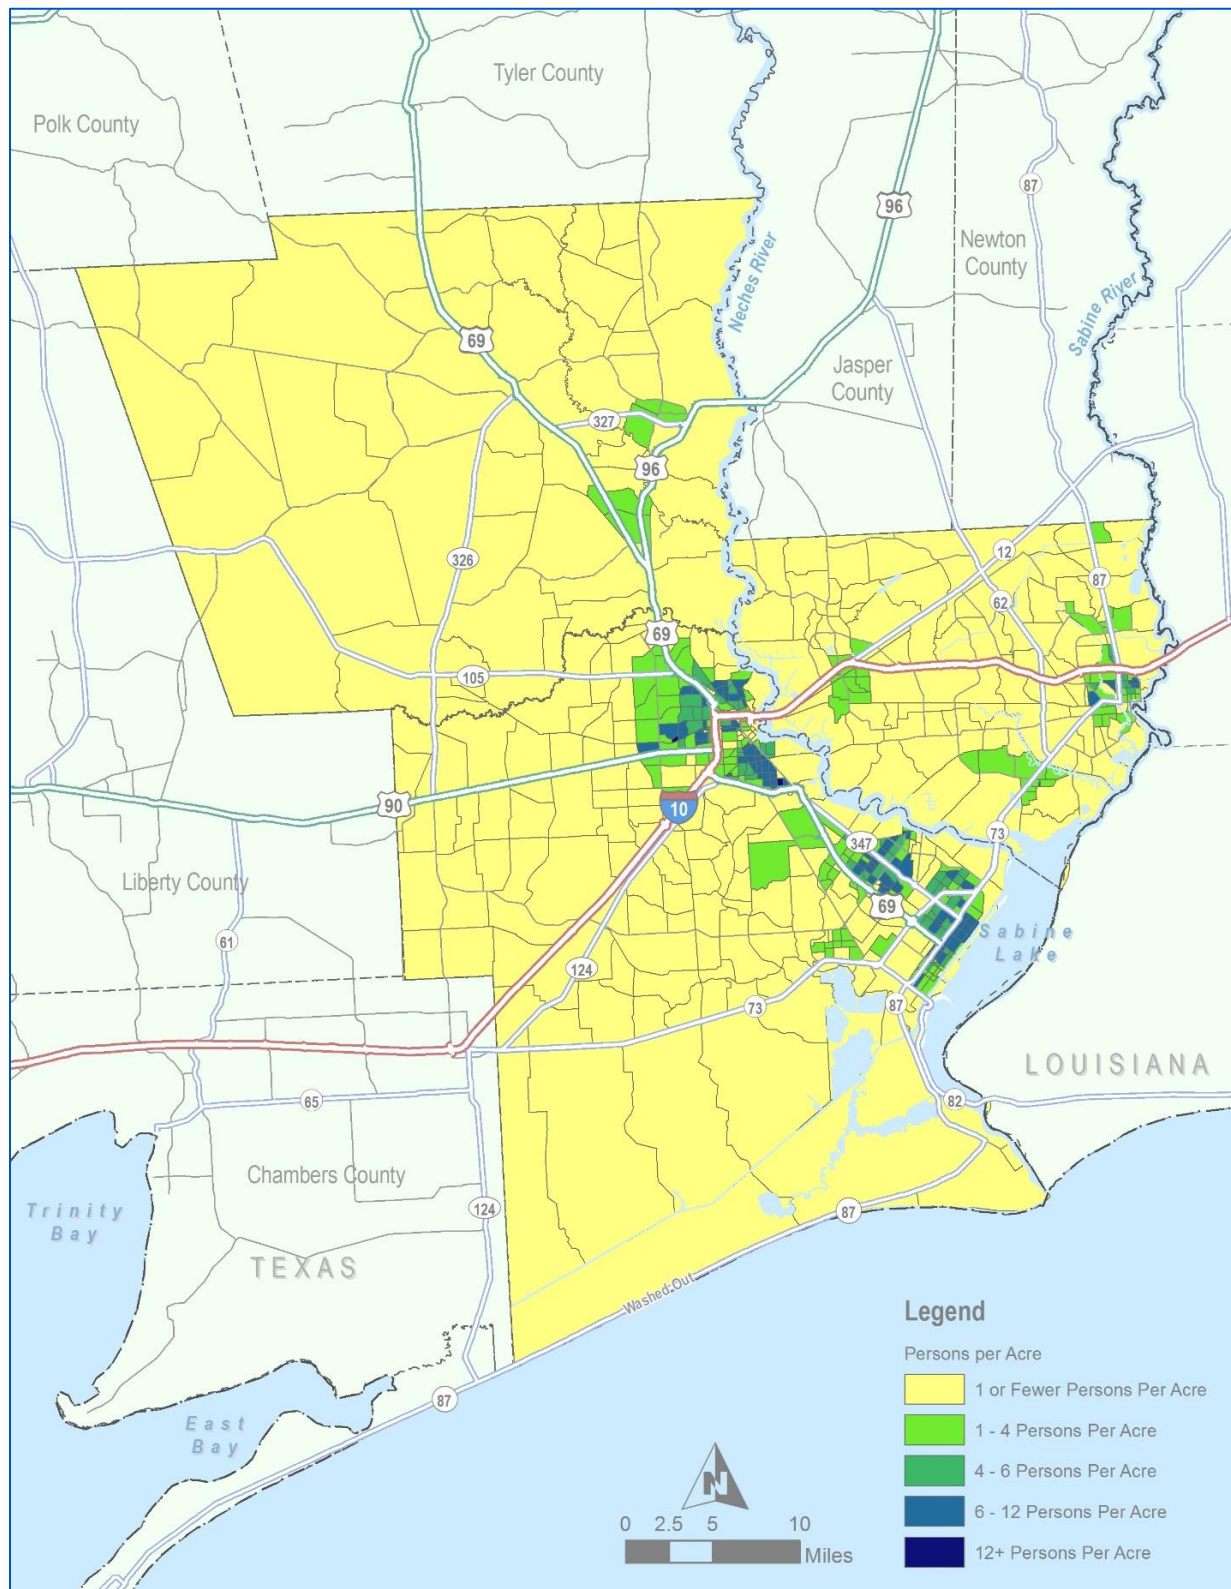 Tyler County
Polk County
87
96
Newton
County
Neches River
Sabine River
69
Jasper
County
327
96
12
326
87
62
69
105
90
10
73
347
Liberty County
69
Sabine
Lake
61
124
87
73
LOUISIANA
65
82
Chambers County
Trinity
Bay
124
87
TEXAS
Washed Out
Legend
Persons per Acre
1 or Fewer Persons Per Acre
87
East
Bay
1 - 4 Persons Per Acre
N
4 - 6 Persons Per Acre
6 - 12 Persons Per Acre
0 2.5 5 10
Miles
12+ Persons Per Acre